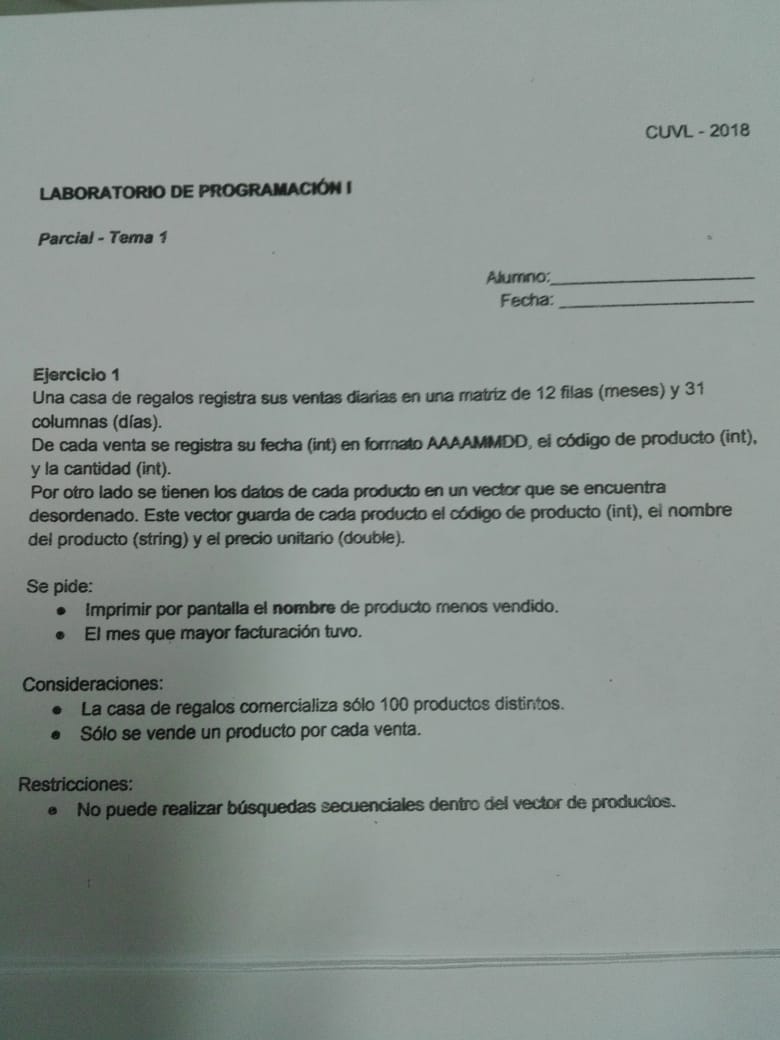 CUVL - 2018
LABORATORIO DE PROGRAMACIÓN I
Parcial - Tema 1
Alumno:
Fecha:
Ejercicio 1
Una casa de regalos registra sus ventas diarias en una matriz de 12 filas (meses) y 31
columnas (días).
De cada venta se registra su fecha (int) en formato AAAAMMDD, el código de producto (int),
y la cantidad (int).
Por otro lado se tienen los datos de cada producto en un vector que se encuentra
desordenado. Este vector guarda de cada producto el código de producto (int), el nombre
del producto (string) y el precio unitario (double).
Se pide:
● Imprimir por pantalla el nombre de producto menos vendido.
● El mes que mayor facturación tuvo.
Consideraciones:
● La casa de regalos comercializa sólo 100 productos distintos.
● Sólo se vende un producto por cada venta.
Restricciones:
● No puede realizar búsquedas secuenciales dentro del vector de productos.